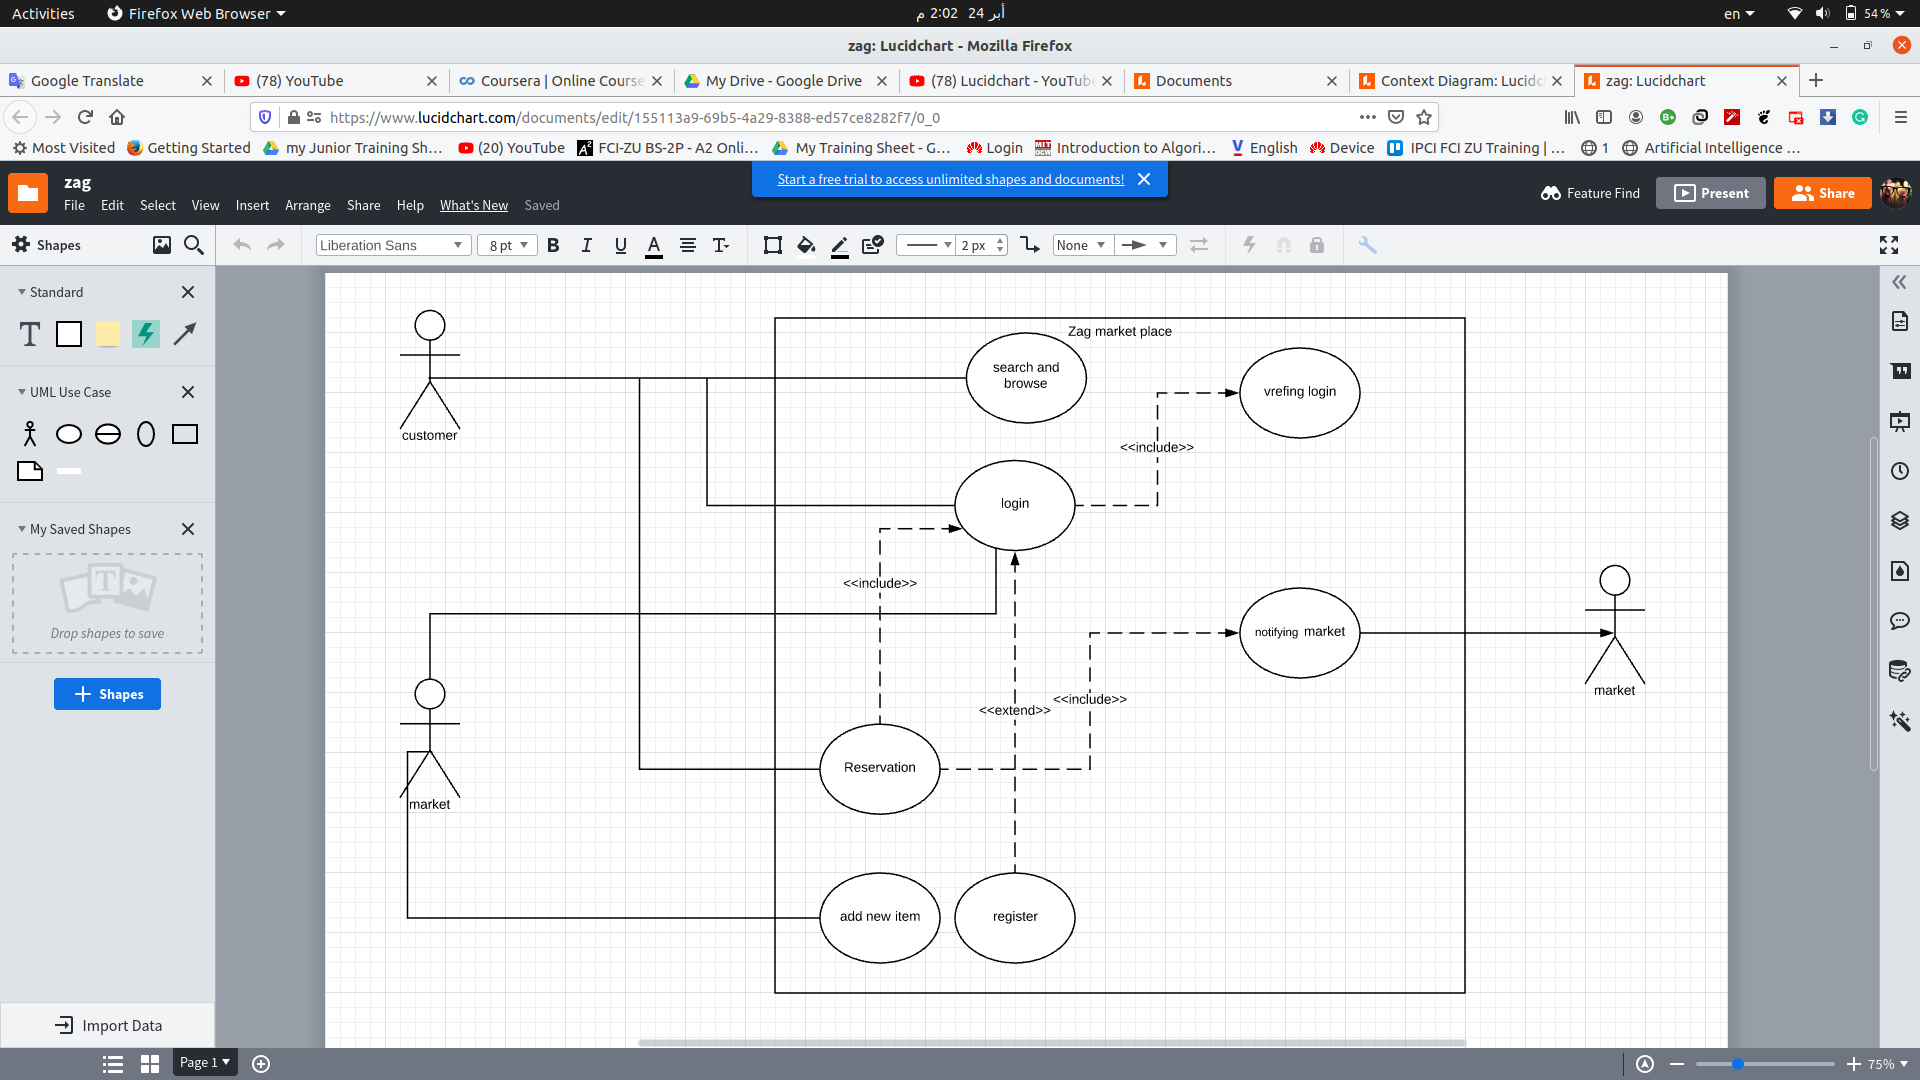 Activities
Firefox Web Browser
أبر 24  2:02 م
en
54 %
zag: Lucidchart - Mozilla Firefox
Google Translate
(78) YouTube
Coursera | Online Course
My Drive - Google Drive
(78) Lucidchart - YouTube
Documents
Context Diagram: Lucidc
zag: Lucidchart
https://www.lucidchart.com/documents/edit/155113a9-69b5-4a29-8388-ed57ce8282f7/0_0
Most Visited
Getting Started
my Junior Training Sh…
(20) YouTube
FCI-ZU BS-2P - A2 Onli…
My Training Sheet - G…
Login
MIT
OCW
Introduction to Algori…
English
Device
IPCI FCI ZU Training | …
1
Artificial Intelligence …
zag
Start a free trial to access unlimited shapes and documents!
Feature Find
Present
Share
File Edit Select View Insert Arrange Share Help What's New Saved
Shapes
Liberation Sans
8 pt
B I U A T
2 px
None
Standard
T
UML Use Case
My Saved Shapes
T
Drop shapes to save
Shapes
Import Data
Zag market place
search and
browse
vrefing login
customer
<<include>>
login
<<include>>
notifying market
market
<<include>>
<<extend>>
Reservation
market
add new item
register
Page 1
75%